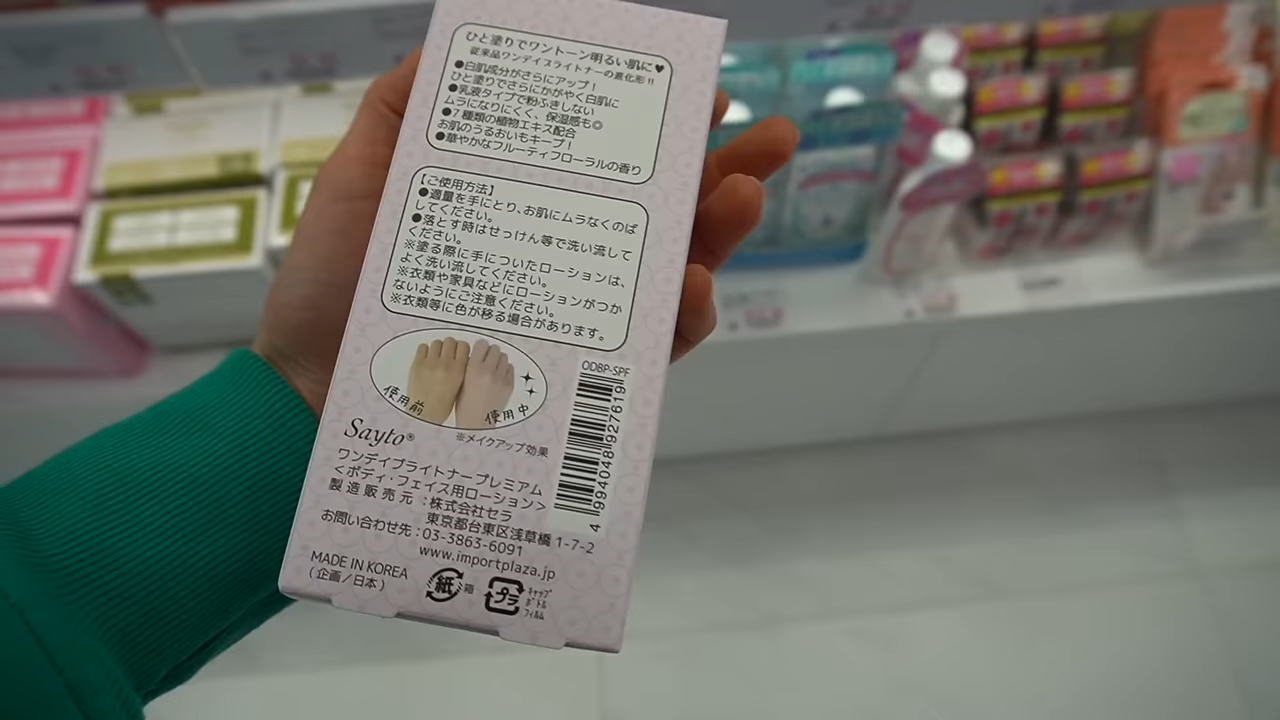 ひと塗りでワントーン明るい肌に♥
従来品ワンデイブライトナーの進化形!!
●白肌成分がさらにアップ！
ひと塗りでさらにかがやく白肌に
●乳液タイプで粉ふきしない
ムラになりにくく、保湿感も◎
●7種類の植物エキス配合
お肌のうるおいもキープ！
●華やかなフルーティフローラルの香り
【ご使用方法】
●適量を手にとり、お肌にムラなくのば
してください。
●落とす時はせっけん等で洗い流して
ください。
※塗る際に手についたローションは、
よく洗い流してください。
※衣類や家具などにローションがつか
ないようにご注意ください。
※衣類等に色が移る場合があります。
使用前
使用中
※メイクアップ効果
ODBP-SPF
4 994048 927619
Sayto®
ワンデイブライトナープレミアム
<ボディ・フェイス用ローション>
製造販売元：株式会社セラ
東京都台東区浅草橋 1-7-2
お問い合わせ先：03-3863-6091
www.importplaza.jp
MADE IN KOREA
(企画/日本)
紙 箱
プラ
キャップ
ボトル
フィルム